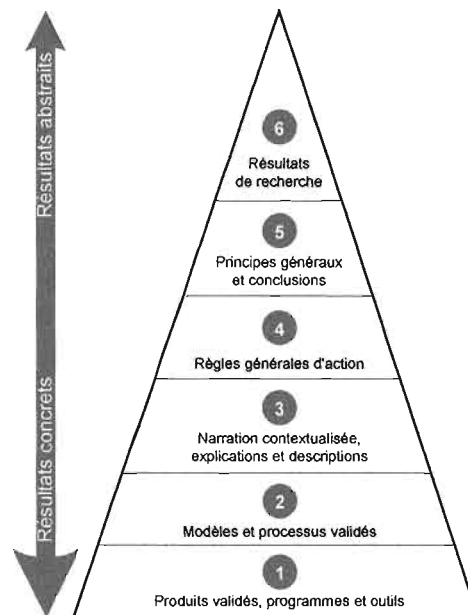 Résultats abstraits
Résultats concrets
6
Résultats
de recherche
5
Principes généraux
et conclusions
4
Règles générales d'action
3
Narration contextualisée,
explications et descriptions
2
Modèles et processus validés
1
Produits validés, programmes et outils